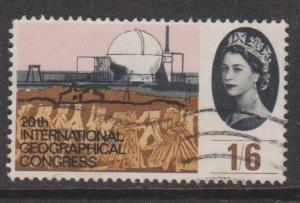 20th
INTERNATIONAL
GEOGRAPHICAL
CONGRESS
1/6